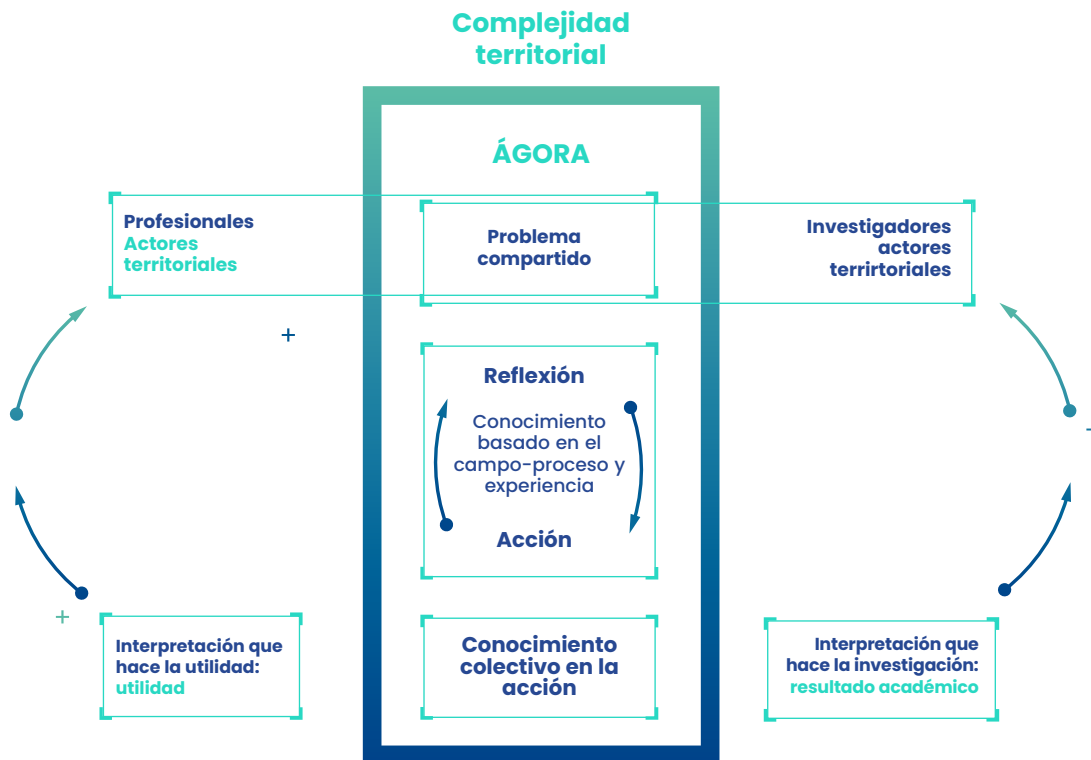 Complejidad
territorial
ÁGORA
Profesionales
Actores
territoriales
Problema
compartido
Investigadores
actores
terrirtoriales
+
Reflexión
Conocimiento
basado en el
campo-proceso y
experiencia
Acción
+
Interpretación que
hace la utilidad:
utilidad
Conocimiento
colectivo en la
acción
Interpretación que
hace la investigación:
resultado académico